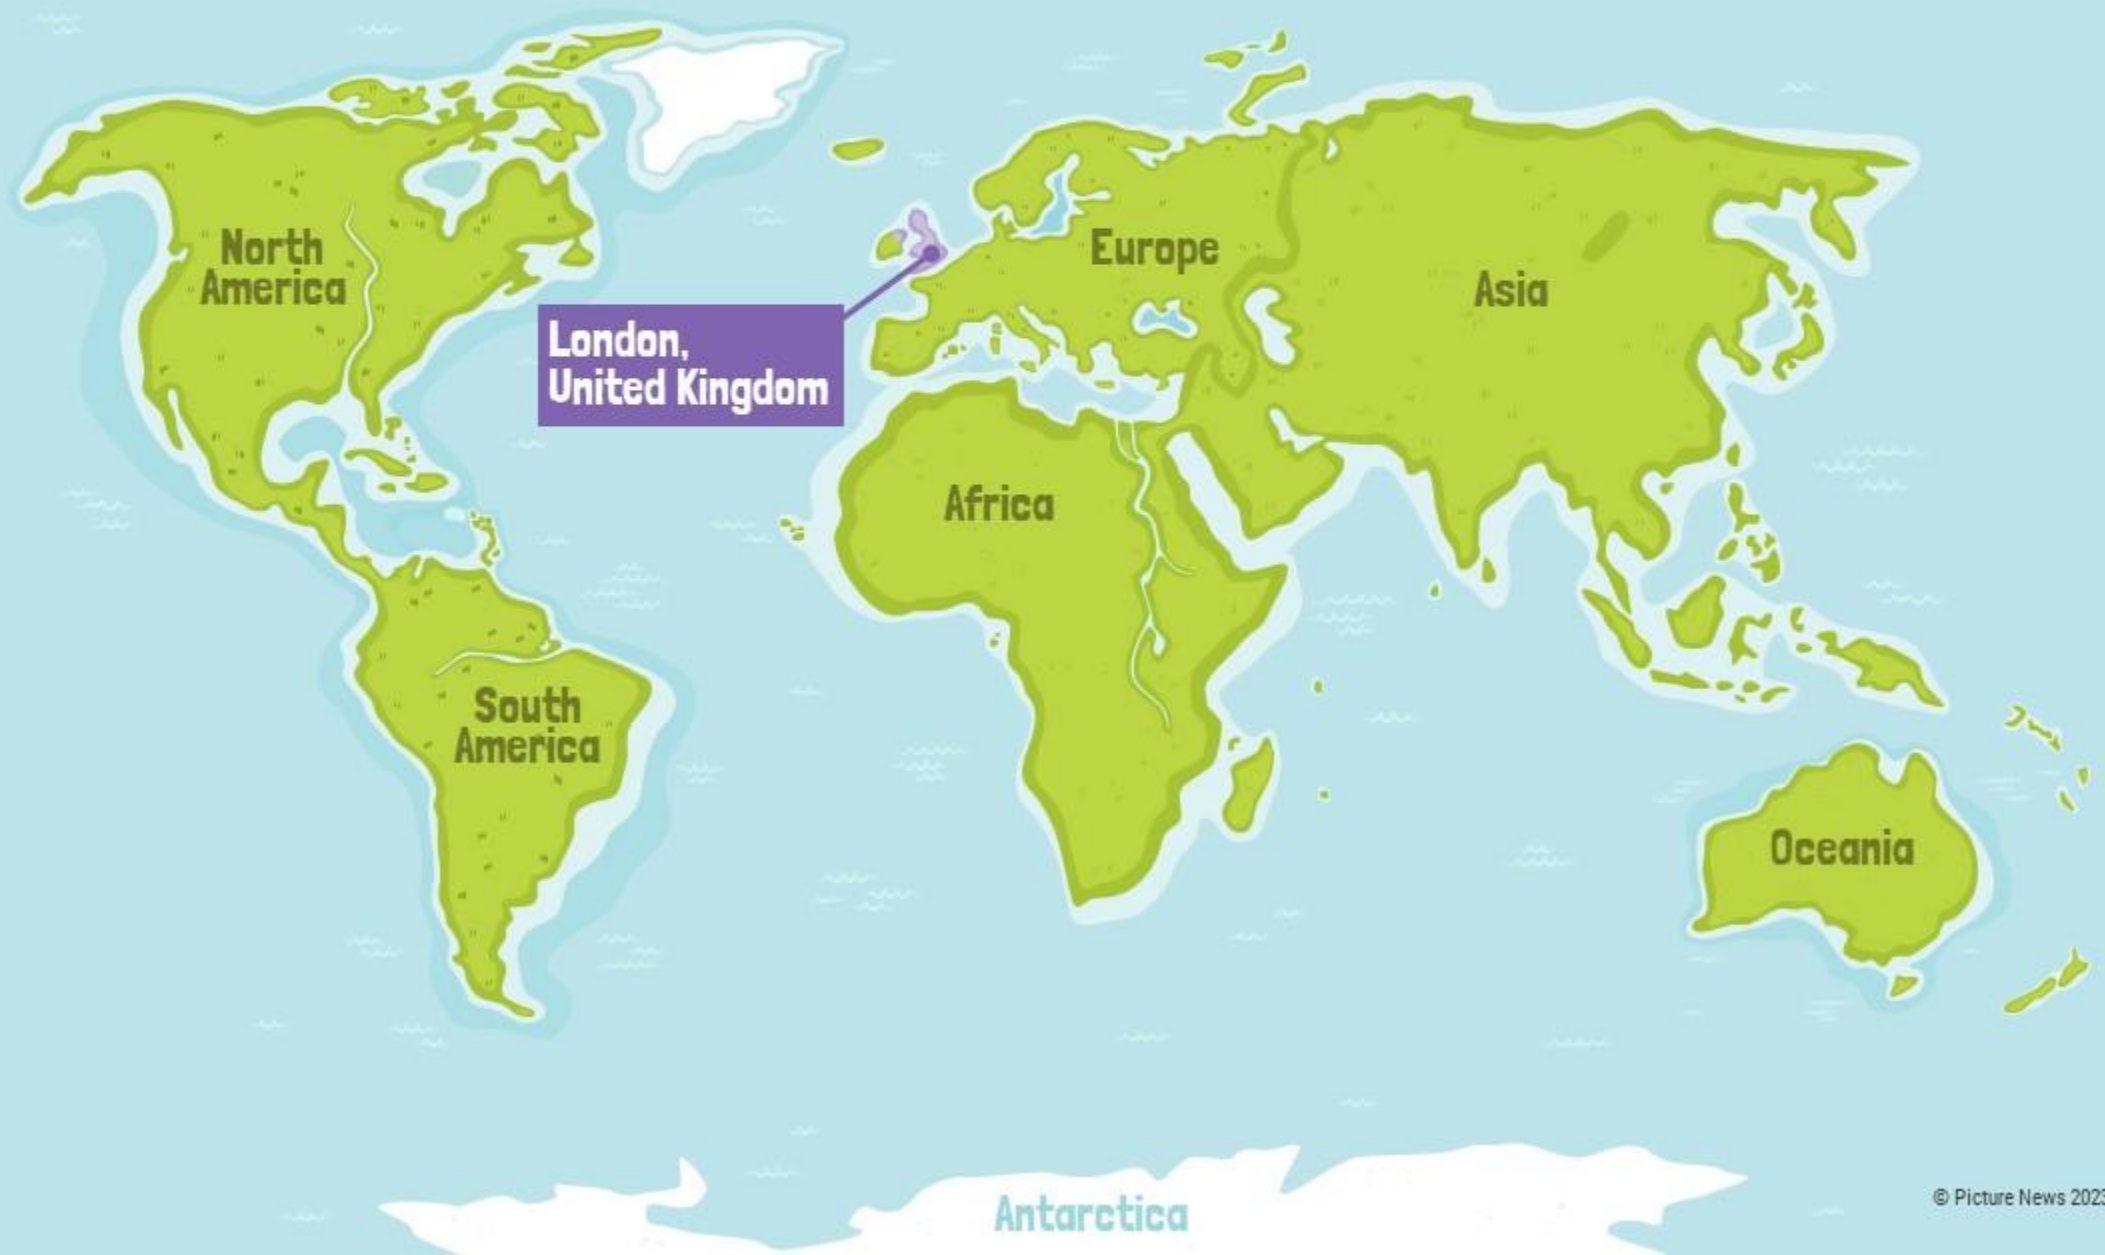 North
America
Europe
Asia
London,
United Kingdom
Africa
South
America
Oceania
Antarctica
© Picture News 2023